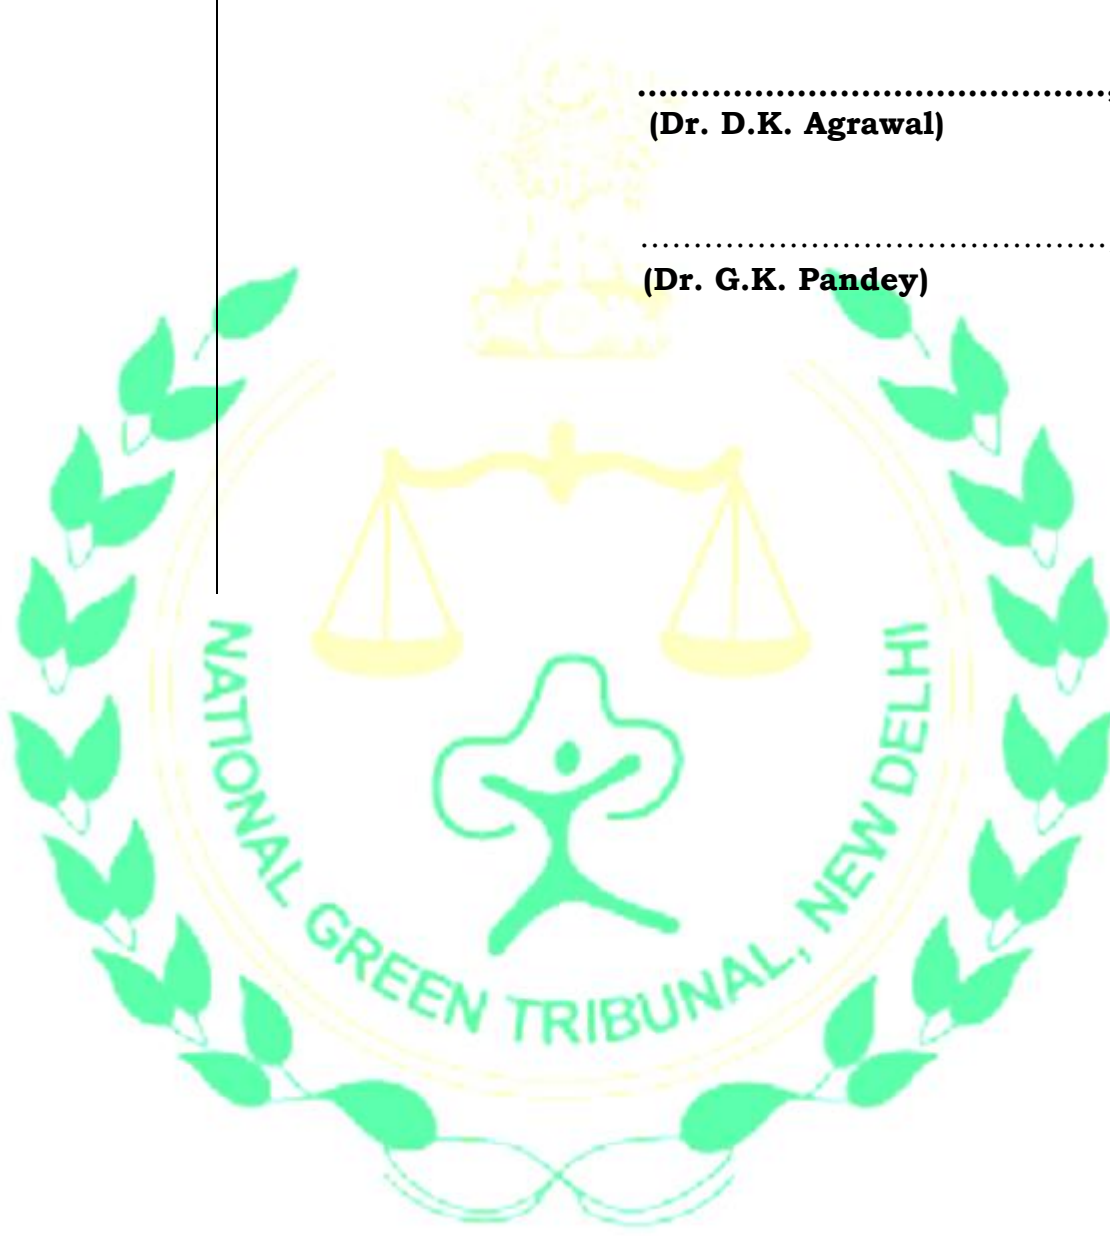 ..........................................,
(Dr. D.K. Agrawal)
..........................................
(Dr. G.K. Pandey)
NATIONAL GREEN TRIBUNAL, NEW DELHI